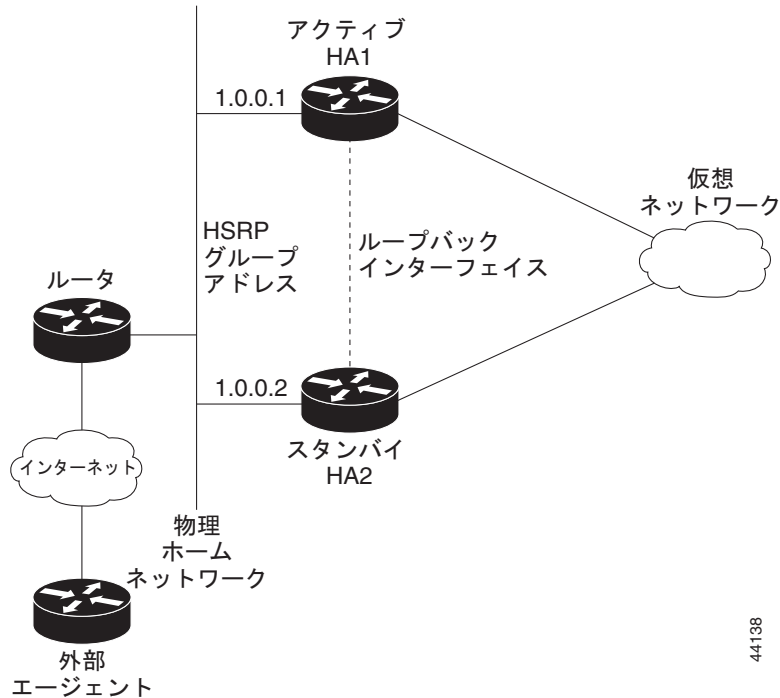 アクティブ
HA1
1.0.0.1
仮想
ネットワーク
HSRP
グループ
アドレス
ループバック
インターフェイス
ルータ
1.0.0.2
スタンバイ
HA2
インターネット
物理
ホーム
ネットワーク
外部
エージェント
44138